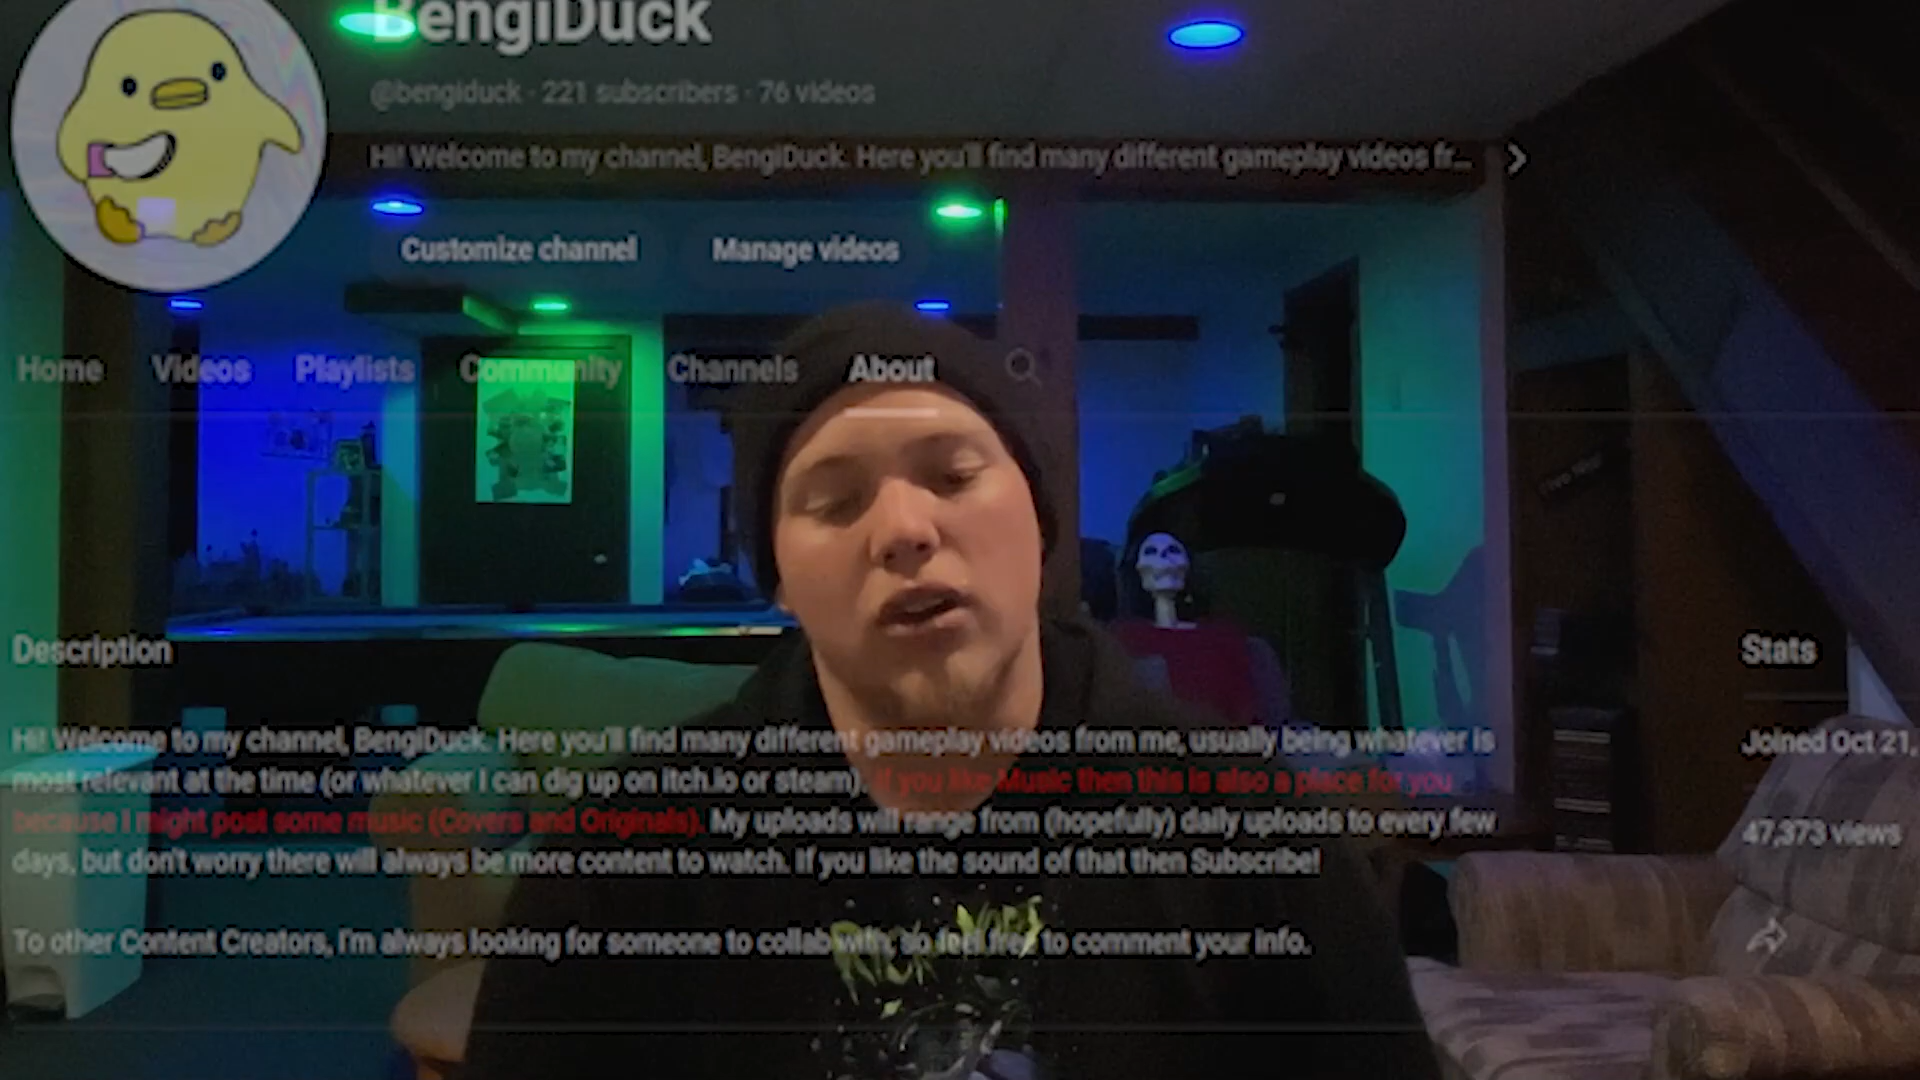 BengiDuck
@bengiduck · 221 subscribers · 76 videos
Hi! Welcome to my channel, BengiDuck. Here you'll find many different gameplay videos fr...
Customize channel Manage videos
Home Videos Playlists Community Channels About
Description
Stats
Hi! Welcome to my channel, BengiDuck. Here you'll find many different gameplay videos from me, usually being whatever is
most relevant at the time (or whatever I can dig up on itch.io or steam). If you like Music then this is also a place for you
because I might post some music (Covers and Originals). My uploads will range from (hopefully) daily uploads to every few
days, but don't worry there will always be more content to watch. If you like the sound of that then Subscribe!
Joined Oct 21,
47,373 views
To other Content Creators, I'm always looking for someone to collab with, so feel free to comment your info.